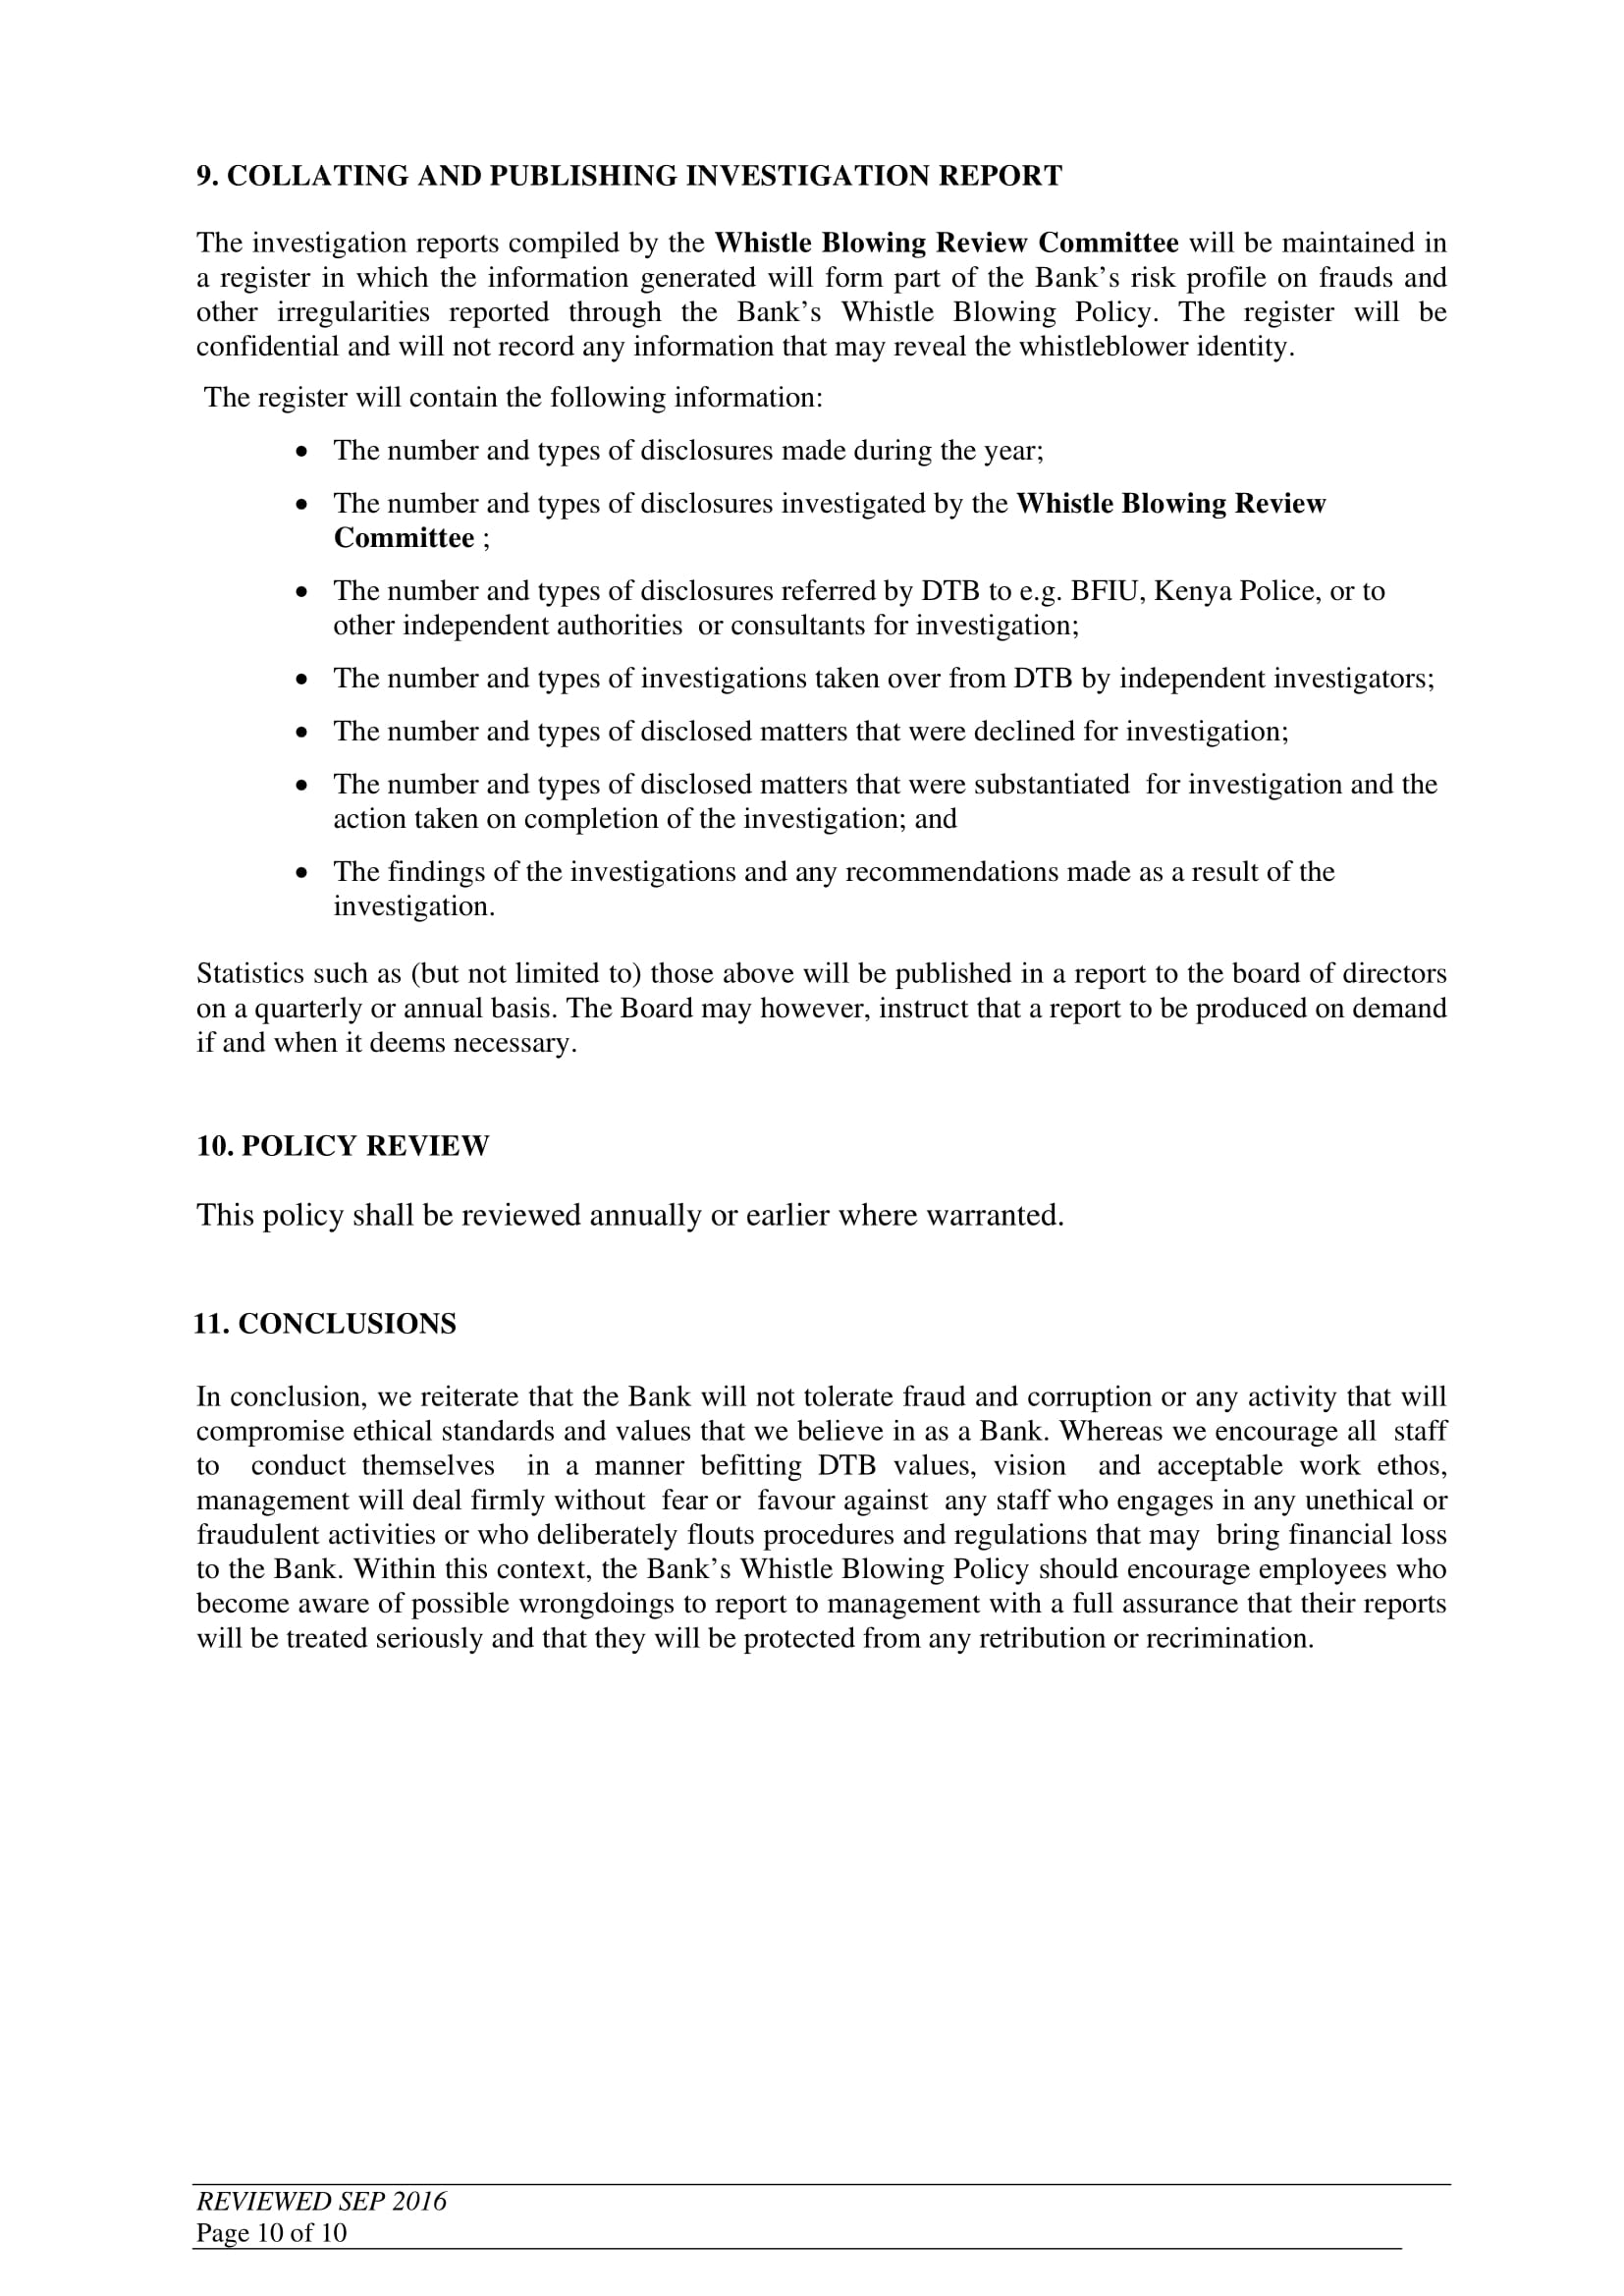 9. COLLATING AND PUBLISHING INVESTIGATION REPORT
The investigation reports compiled by the Whistle Blowing Review Committee will be maintained in
a register in which the information generated will form part of the Bank’s risk profile on frauds and
other irregularities reported through the Bank’s Whistle Blowing Policy. The register will be
confidential and will not record any information that may reveal the whistleblower identity.
The register will contain the following information:
• The number and types of disclosures made during the year;
• The number and types of disclosures investigated by the Whistle Blowing Review
Committee ;
• The number and types of disclosures referred by DTB to e.g. BFIU, Kenya Police, or to
other independent authorities or consultants for investigation;
• The number and types of investigations taken over from DTB by independent investigators;
• The number and types of disclosed matters that were declined for investigation;
• The number and types of disclosed matters that were substantiated for investigation and the
action taken on completion of the investigation; and
• The findings of the investigations and any recommendations made as a result of the
investigation.
Statistics such as (but not limited to) those above will be published in a report to the board of directors
on a quarterly or annual basis. The Board may however, instruct that a report to be produced on demand
if and when it deems necessary.
10. POLICY REVIEW
This policy shall be reviewed annually or earlier where warranted.
11. CONCLUSIONS
In conclusion, we reiterate that the Bank will not tolerate fraud and corruption or any activity that will
compromise ethical standards and values that we believe in as a Bank. Whereas we encourage all staff
to conduct themselves in a manner befitting DTB values, vision and acceptable work ethos,
management will deal firmly without fear or favour against any staff who engages in any unethical or
fraudulent activities or who deliberately flouts procedures and regulations that may bring financial loss
to the Bank. Within this context, the Bank’s Whistle Blowing Policy should encourage employees who
become aware of possible wrongdoings to report to management with a full assurance that their reports
will be treated seriously and that they will be protected from any retribution or recrimination.
REVIEWED SEP 2016
Page 10 of 10